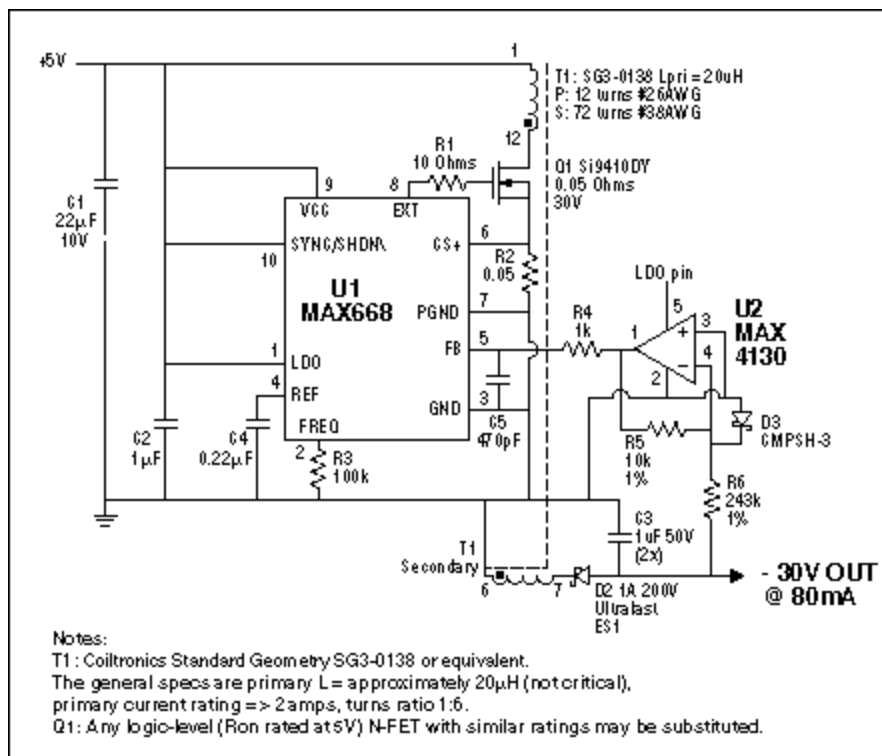 +5V
1
T1: SG3-0138 Lpri = 20uH
P: 12 turns #26AWG
S: 72 turns #38AWG
12
R1
10 Ohms
Q1 Si9410DY
0.05 Ohms
30V
C1
22µF
10V
9
8
VCC
EXT
10
SYNC/SHDN\
CS+
6
R2
0.05
U1
MAX668
PGND
7
LDO pin
5
U2
MAX
4130
R4
1k
1
3
4
2
FB
5
1
LDO
4
REF
GND
3
C5
470pF
D3
CMPSH-3
FREQ
2
R3
100k
C2
1µF
C4
0.22µF
R5
10k
1%
R6
243k
1%
C3
1uF 50V
(2x)
T1
Secondary
6
7
D2 1A 200V
Ultrafast
ES1
- 30V OUT
@ 80mA
Notes:
T1: Coiltronics Standard Geometry SG3-0138 or equivalent.
The general specs are primary L = approximately 20µH (not critical),
primary current rating => 2 amps, turns ratio 1:6.
Q1: Any logic-level (Ron rated at 5V) N-FET with similar ratings may be substituted.